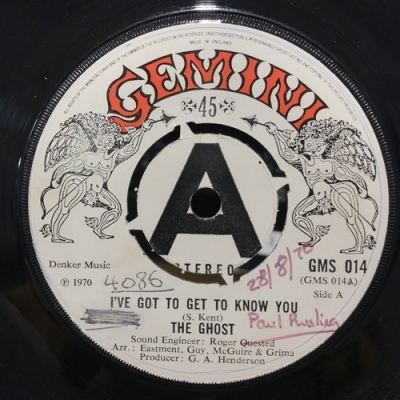 MADE IN ENGLAND
GEMINI
45
A
Denker Music
STEREO
GMS 014
℗ 1970
4086
28/8/70
(GMS 014A)
Side A
I'VE GOT TO GET TO KNOW YOU
(S. Kent)
THE GHOST
Paul Rusling
Sound Engineer: Roger Quested
Arr.: Eastment, Guy, McGuire & Grima
Producer: G. A. Henderson